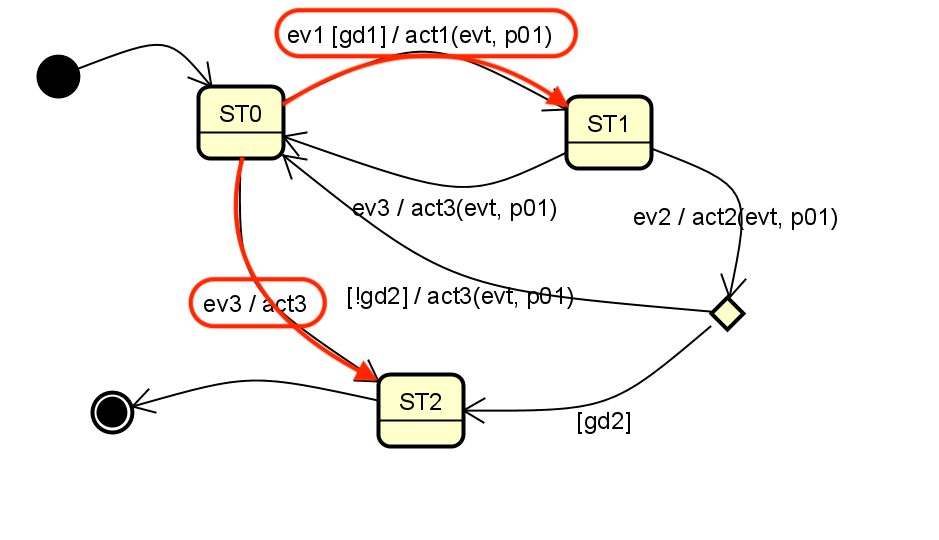 ev1 [gd1] / act1(evt, p01)
ST0
ST1
ev3 / act3(evt, p01)
ev2 / act2(evt, p01)
ev3 / act3
[!gd2] / act3(evt, p01)
ST2
[gd2]